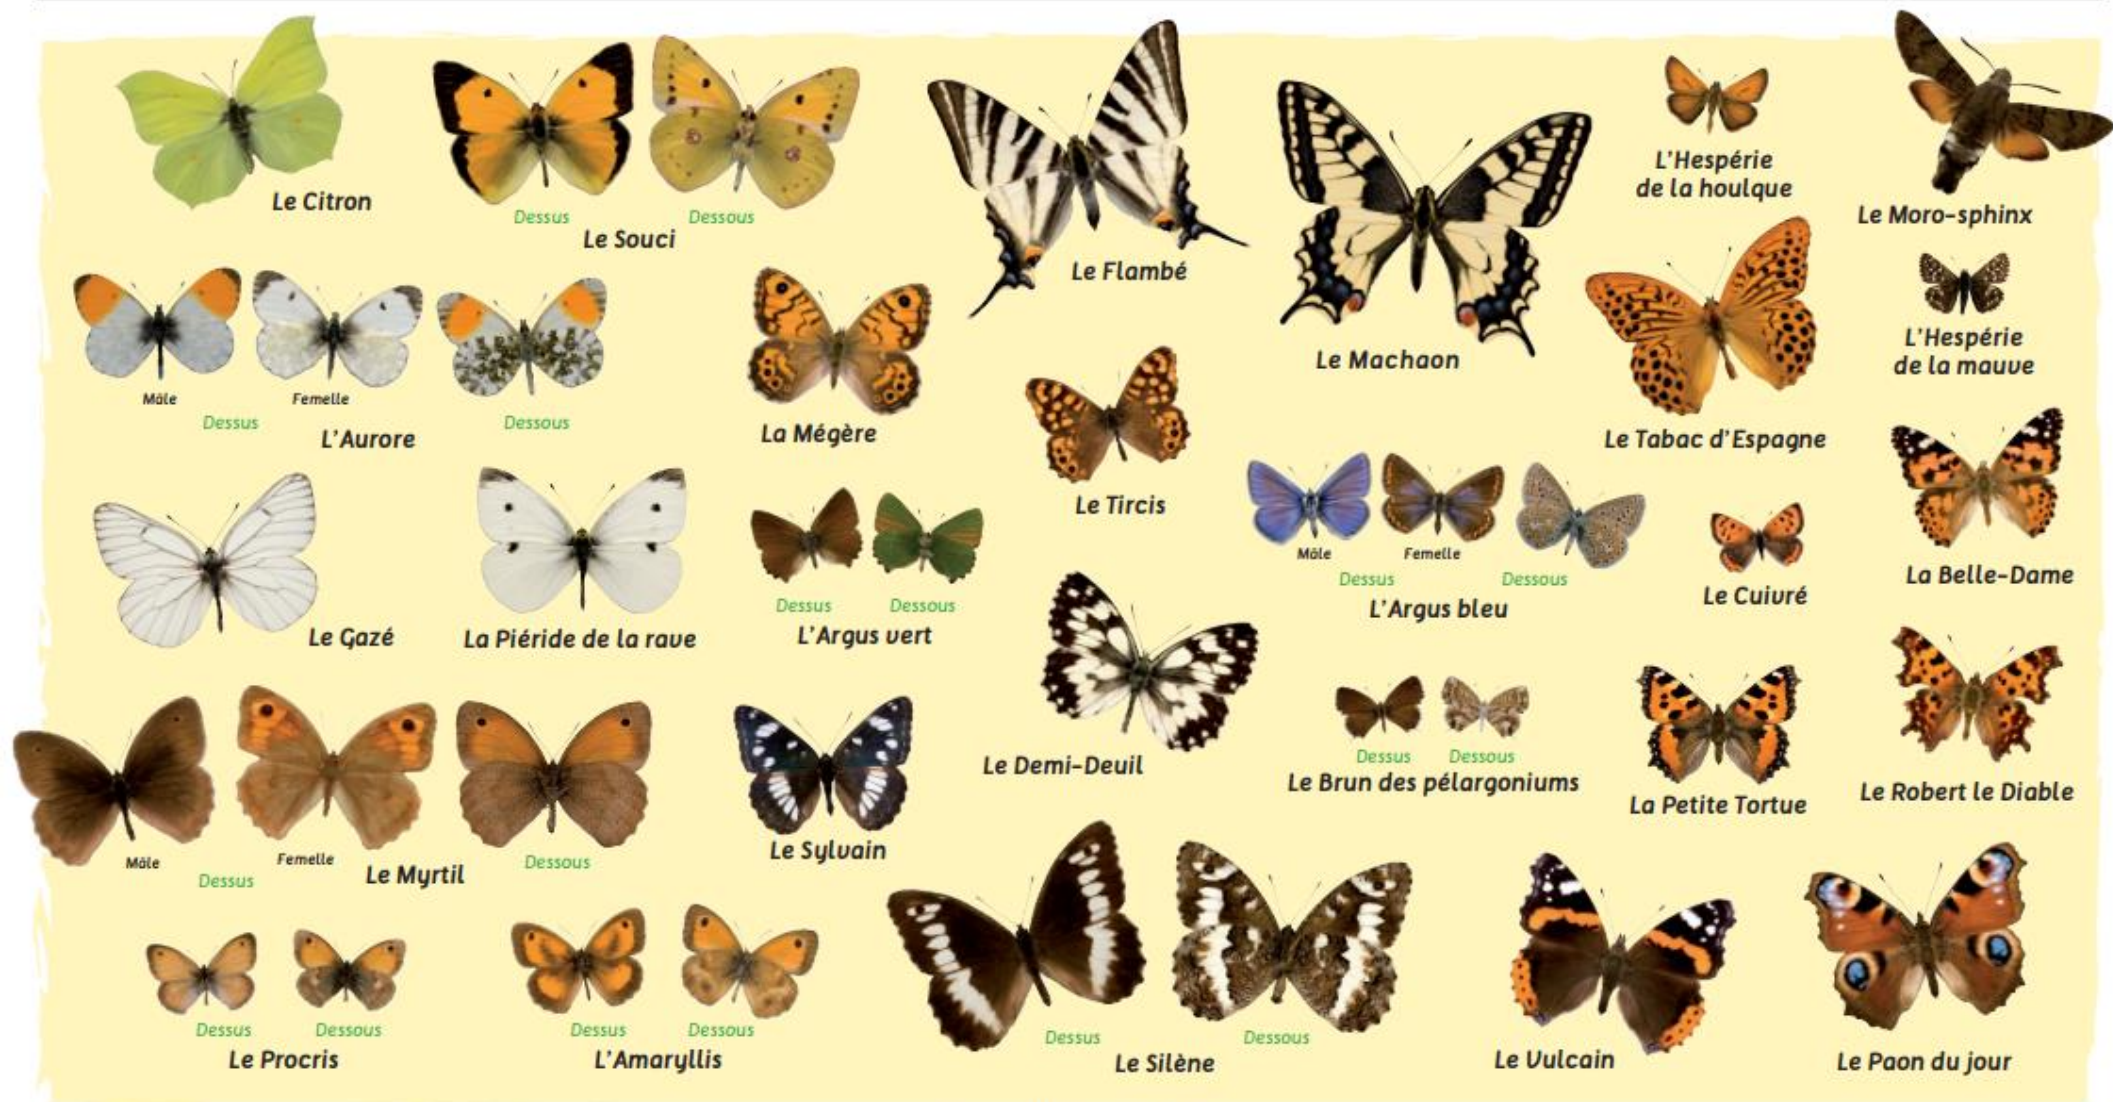 Le Citron
Dessus
Dessous
Le Souci
Le Flambé
Le Machaon
L'Hespérie
de la houlque
Le Moro-sphinx
Mâle
Femelle
Dessus
Dessous
L'Aurore
La Mégère
Le Tircis
Le Tabac d'Espagne
L'Hespérie
de la mauve
Le Gazé
La Piéride de la rave
Dessus
Dessous
L'Argus vert
Mâle
Femelle
Dessus
Dessous
L'Argus bleu
Le Cuivré
La Belle-Dame
Mâle
Femelle
Dessus
Dessous
Le Myrtil
Le Sylvain
Le Demi-Deuil
Dessus
Dessous
Le Brun des pélargoniums
La Petite Tortue
Le Robert le Diable
Dessus
Dessous
Le Procris
Dessus
Dessous
L'Amaryllis
Dessus
Dessous
Le Silène
Le Vulcain
Le Paon du jour